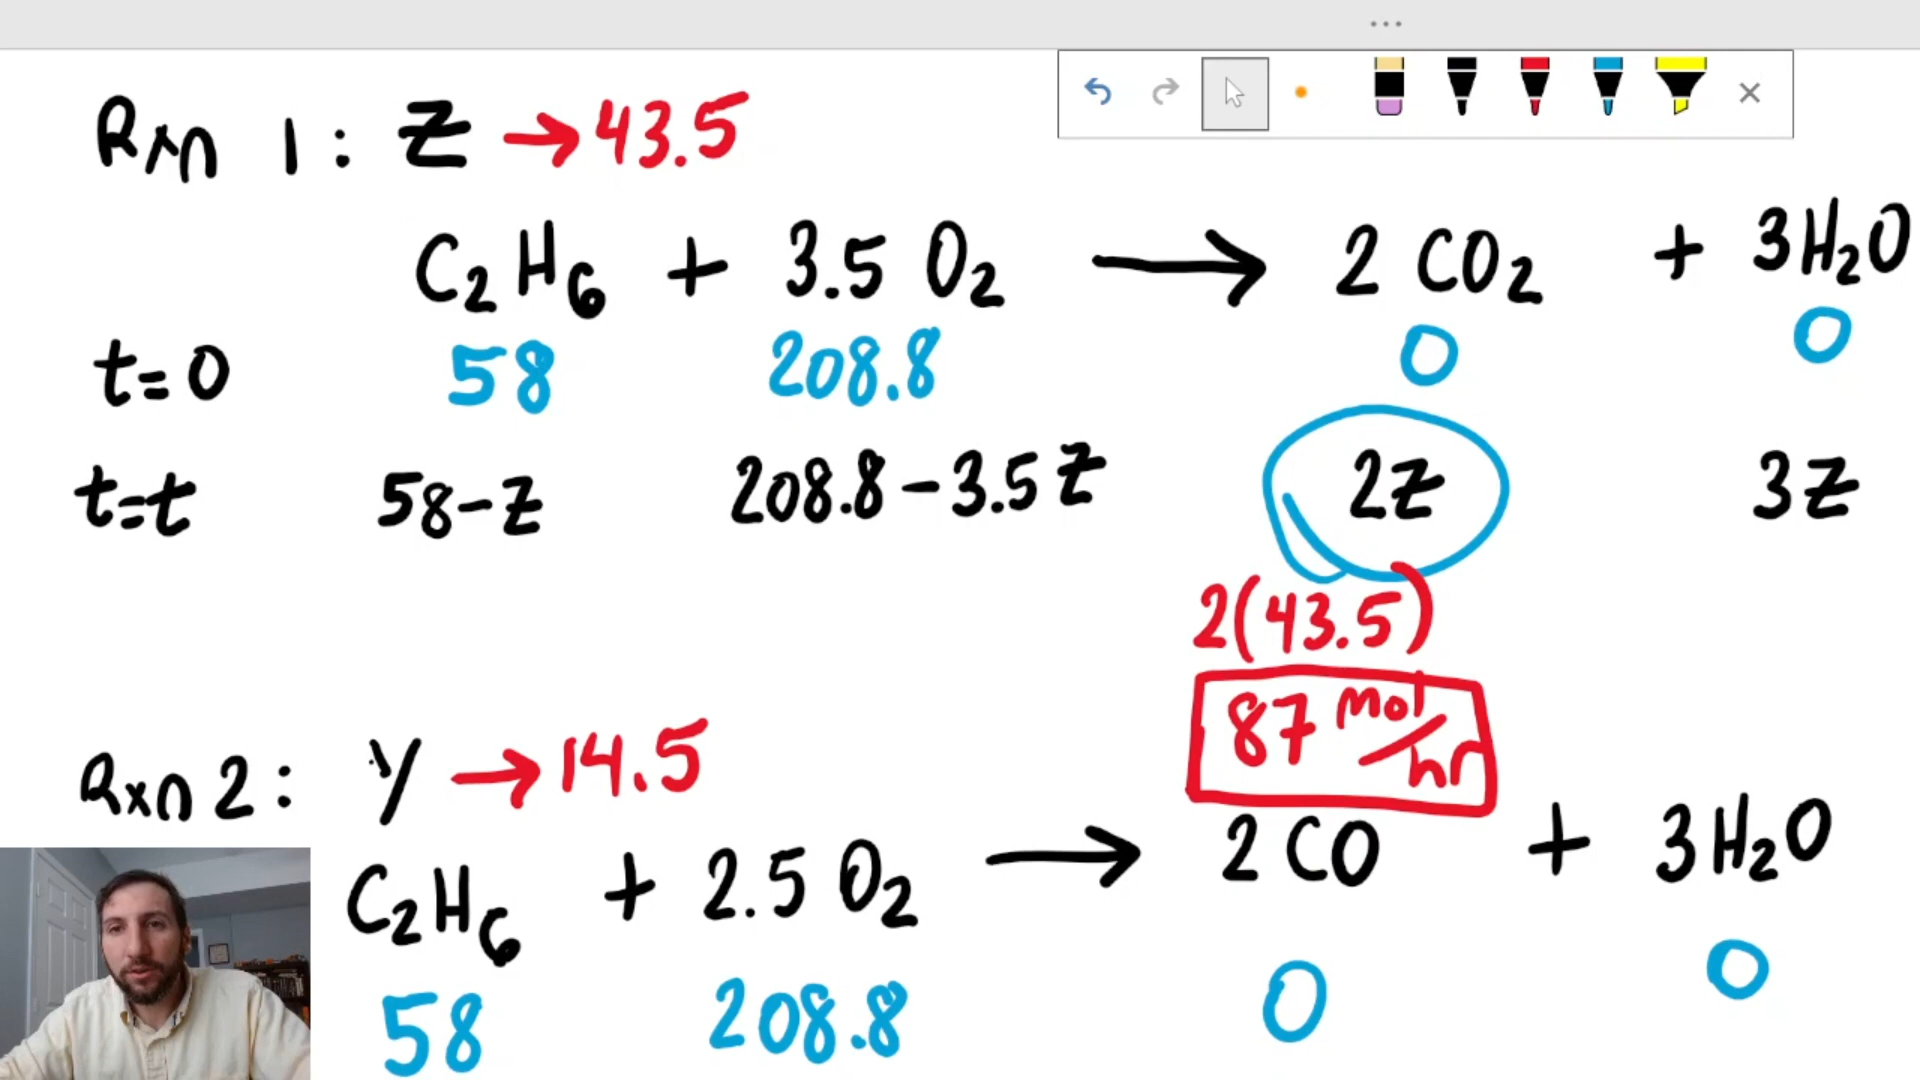 Rxn 1: Z → 43.5
C₂H₆ + 3.5 O₂ → 2 CO₂ + 3H₂O
t=0 58 208.8 0 0
t=t 58-Z 208.8-3.5Z 2Z 3Z
2(43.5)
87 mol/hr
Rxn 2: y → 14.5
C₂H₆ + 2.5 O₂ → 2 CO + 3H₂O
58 208.8 0 0